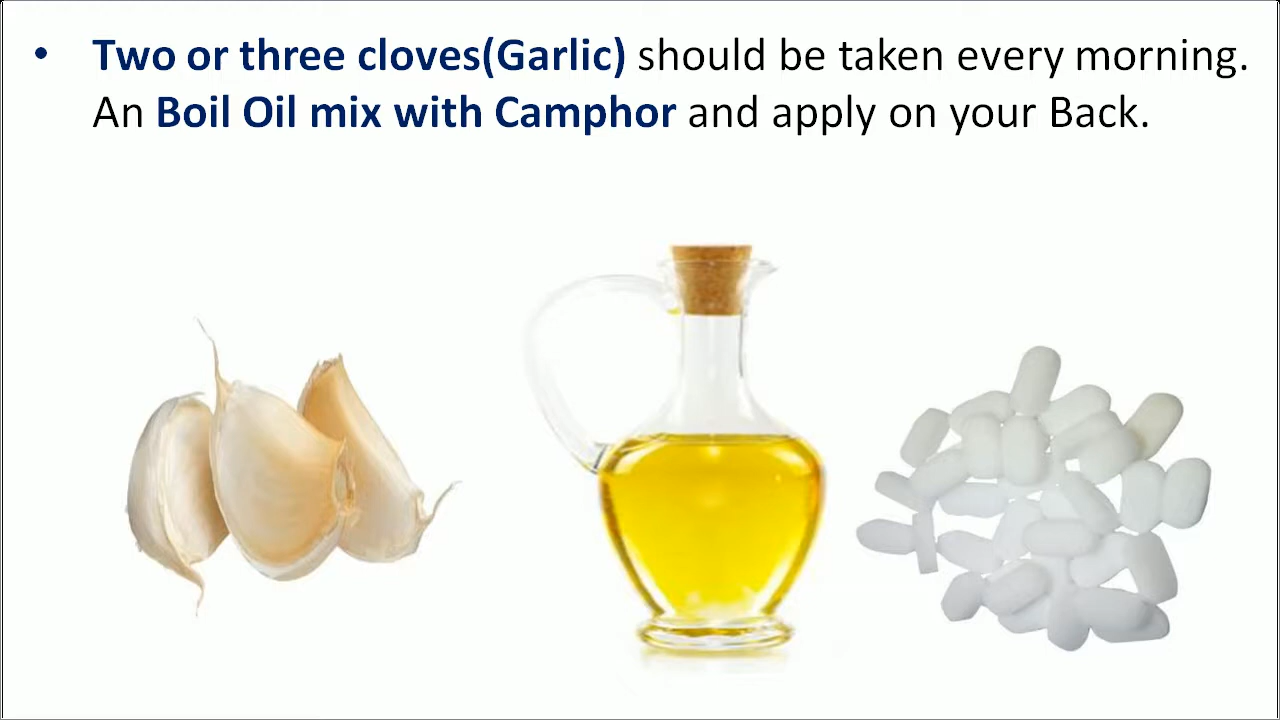 • Two or three cloves(Garlic) should be taken every morning.
An Boil Oil mix with Camphor and apply on your Back.